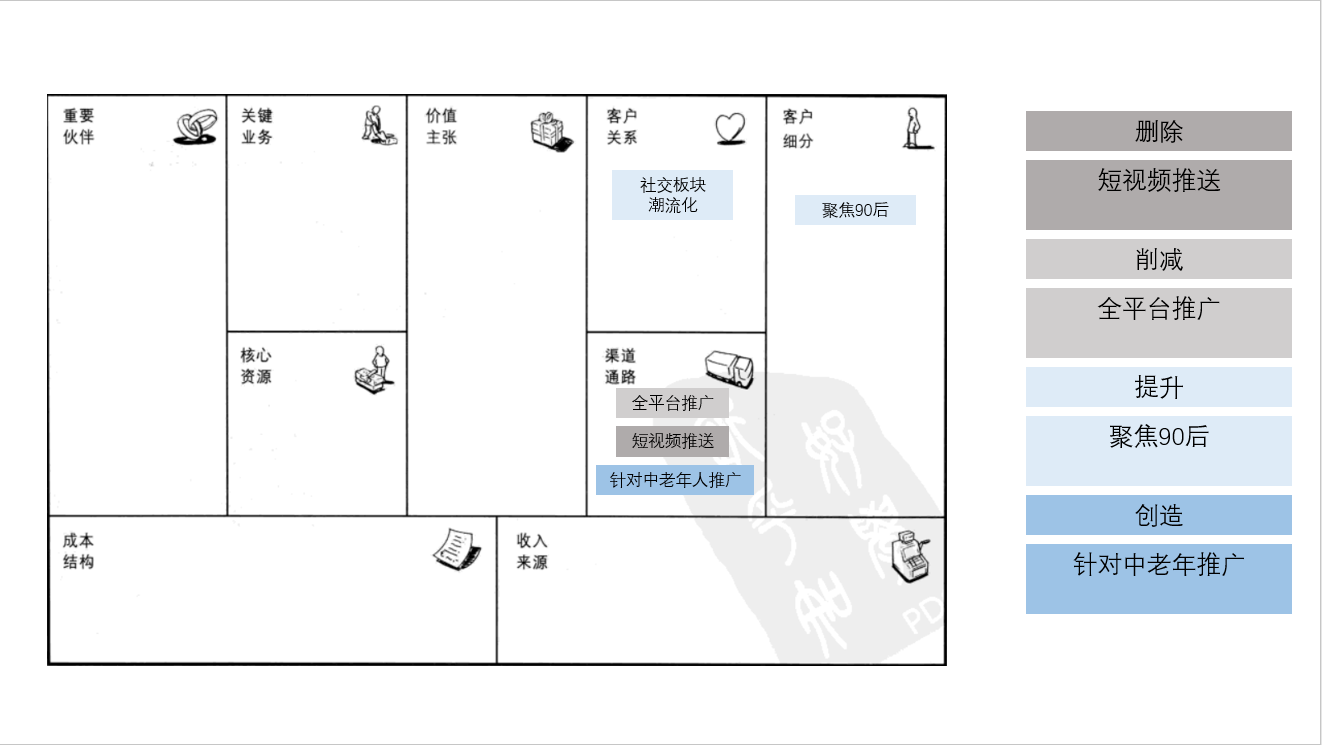 重要
伙伴
关键
业务
价值
主张
客户
关系
客户
细分
社交板块
潮流化
聚焦90后
核心
资源
渠道
通路
全平台推广
短视频推送
针对中老年人推广
成本
结构
收入
来源
PD
删除
短视频推送
削减
全平台推广
提升
聚焦90后
创造
针对中老年推广